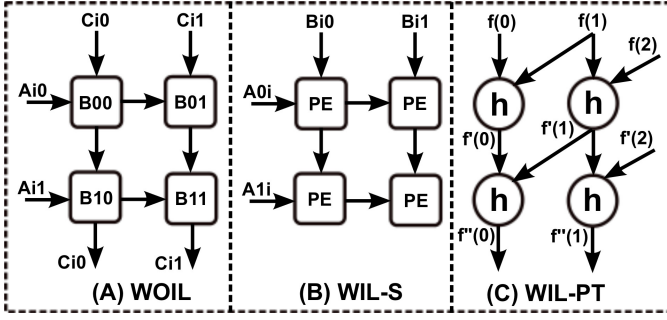 Ci0 Ci1
Ai0 B00 B01
Ai1 B10 B11
Ci0 Ci1
(A) WOIL
Bi0 Bi1
A0i PE PE
A1i PE PE
(B) WIL-S
f(0) f(1)
f(2)
h h
f'(0) f'(1) f'(2)
h h
f''(0) f''(1)
(C) WIL-PT